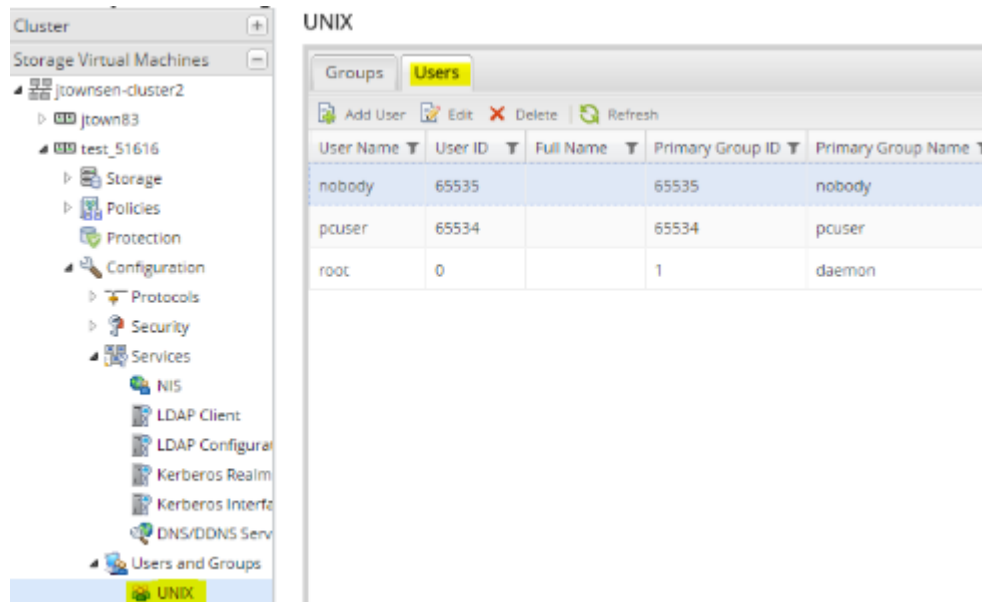 Cluster
Storage Virtual Machines
jtownsen-cluster2
jtown83
test_51616
Storage
Policies
Protection
Configuration
Protocols
Security
Services
NIS
LDAP Client
LDAP Configurat
Kerberos Realm
Kerberos Interfa
DNS/DDNS Serv
Users and Groups
UNIX
UNIX
Groups Users
Add User Edit Delete Refresh
User Name User ID Full Name Primary Group ID Primary Group Name
nobody 65535 65535 nobody
pcuser 65534 65534 pcuser
root 0 1 daemon